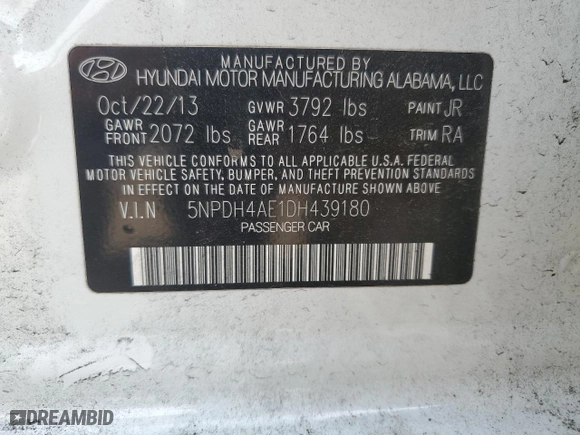 MANUFACTURED BY
HYUNDAI MOTOR MANUFACTURING ALABAMA, LLC
Oct/22/13 GVWR 3792 lbs PAINT JR
GAWR FRONT 2072 lbs GAWR REAR 1764 lbs TRIM RA
THIS VEHICLE CONFORMS TO ALL APPLICABLE U.S.A. FEDERAL
MOTOR VEHICLE SAFETY, BUMPER, AND THEFT PREVENTION STANDARDS
IN EFFECT ON THE DATE OF MANUFACTURE SHOWN ABOVE
V.I.N 5NPDH4AE1DH439180
PASSENGER CAR
DREAMBID